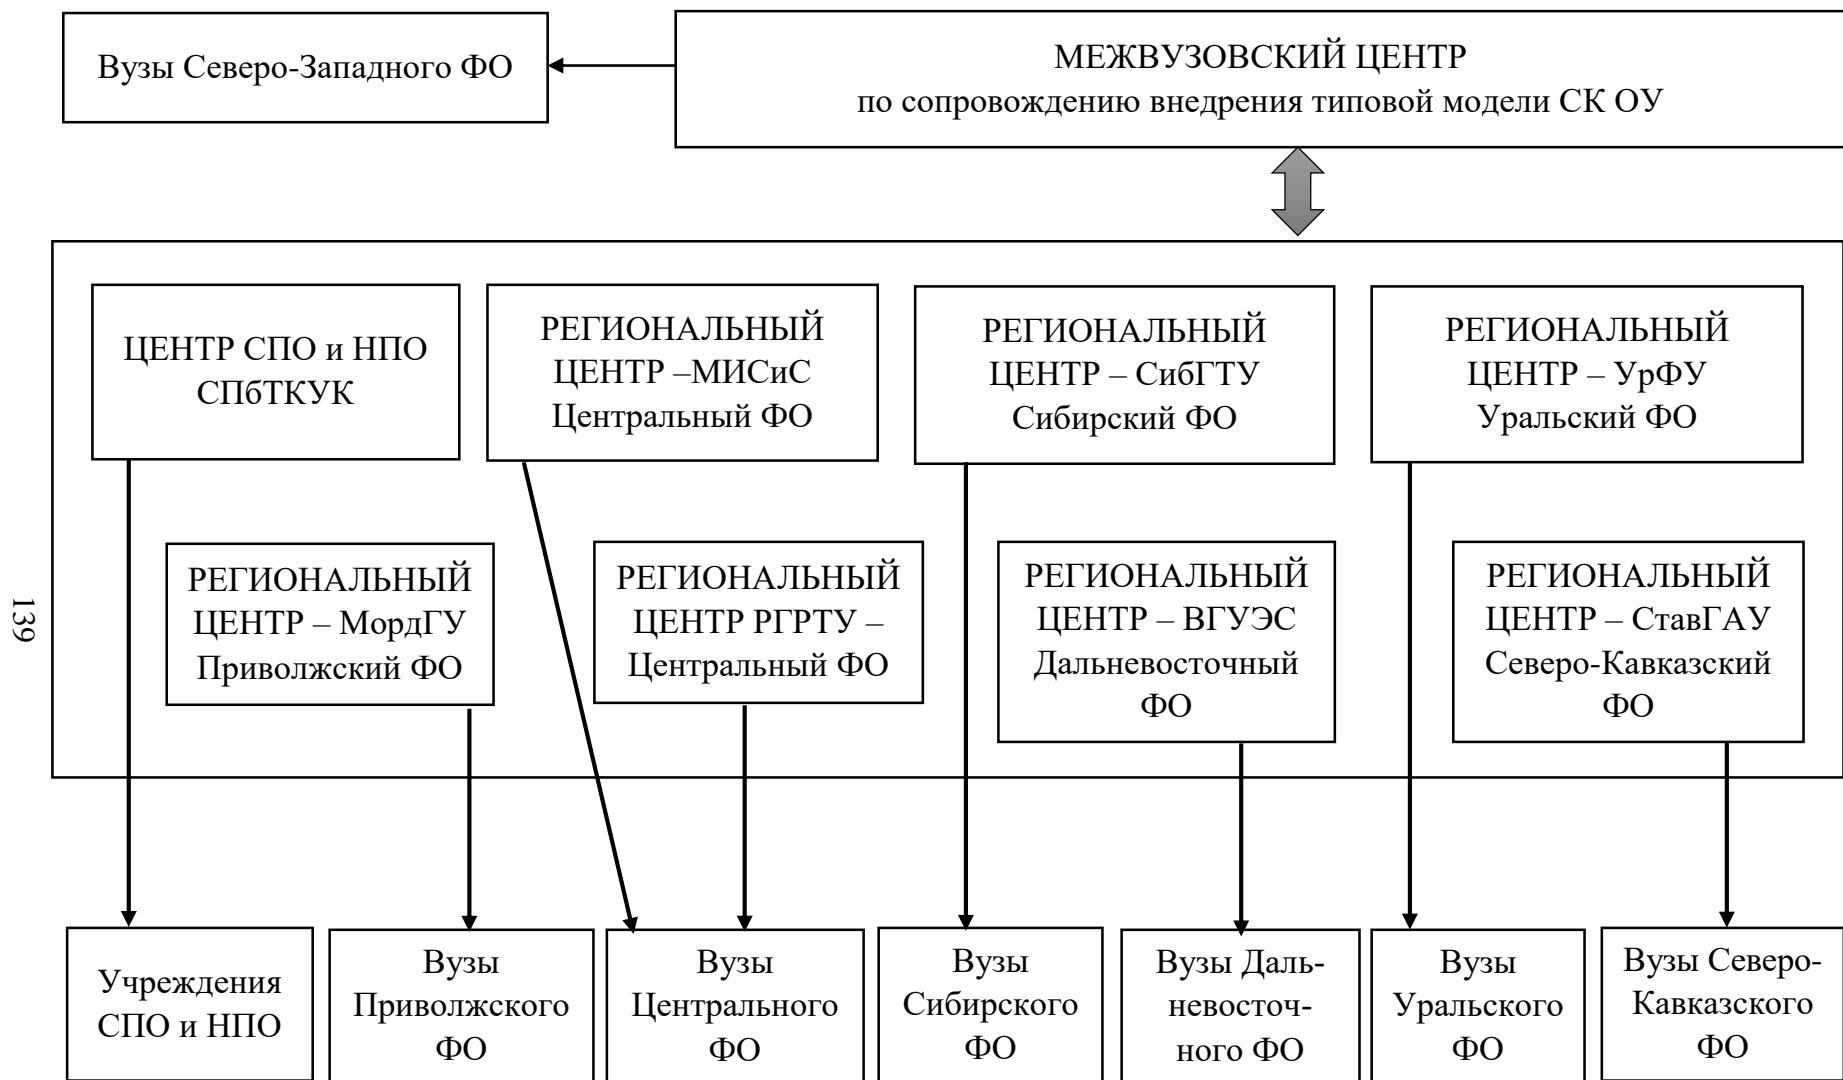 Вузы Северо-Западного ФО
МЕЖВУЗОВСКИЙ ЦЕНТР
по сопровождению внедрения типовой модели СК ОУ
ЦЕНТР СПО и НПО
СПбТКУК
РЕГИОНАЛЬНЫЙ
ЦЕНТР –МИСиС
Центральный ФО
РЕГИОНАЛЬНЫЙ
ЦЕНТР – СибГТУ
Сибирский ФО
РЕГИОНАЛЬНЫЙ
ЦЕНТР – УрФУ
Уральский ФО
РЕГИОНАЛЬНЫЙ
ЦЕНТР – МордГУ
Приволжский ФО
РЕГИОНАЛЬНЫЙ
ЦЕНТР РГРТУ –
Центральный ФО
РЕГИОНАЛЬНЫЙ
ЦЕНТР – ВГУЭС
Дальневосточный
ФО
РЕГИОНАЛЬНЫЙ
ЦЕНТР – СтавГАУ
Северо-Кавказский
ФО
139
Учреждения
СПО и НПО
Вузы
Приволжского
ФО
Вузы
Центрального
ФО
Вузы
Сибирского
ФО
Вузы Даль-
невосточ-
ного ФО
Вузы
Уральского
ФО
Вузы Северо-
Кавказского
ФО